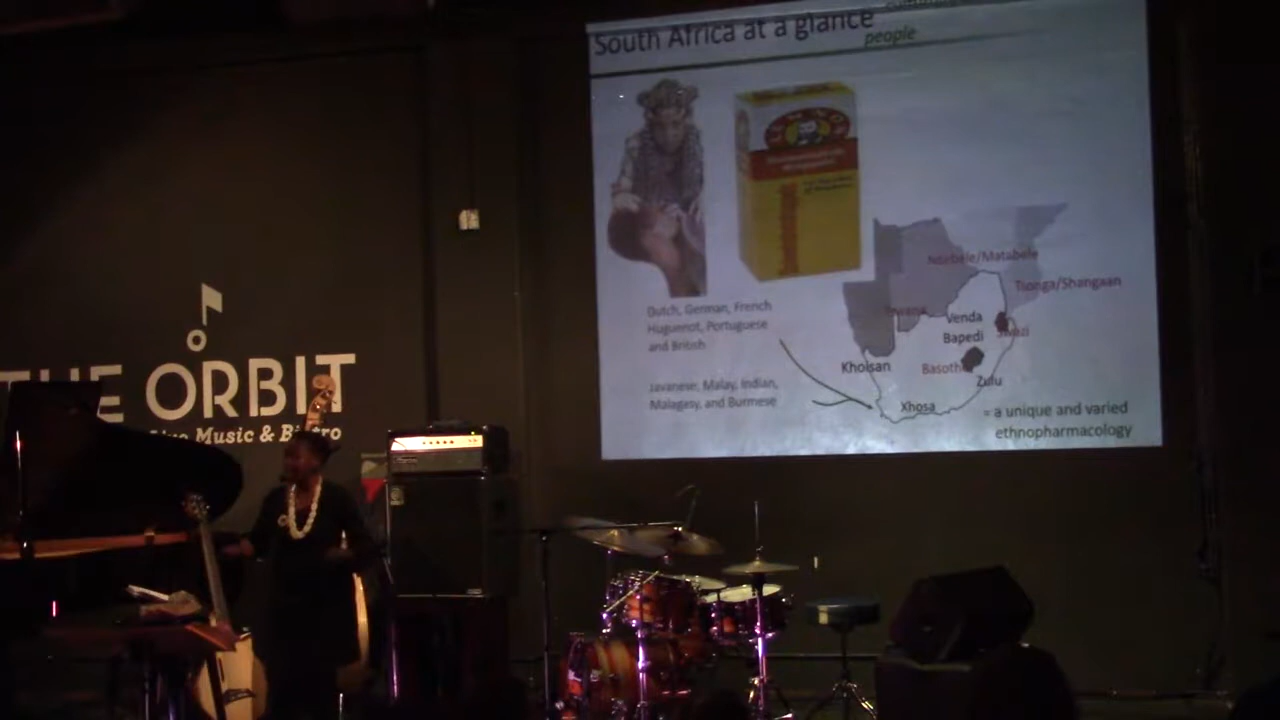 South Africa at a glance
people
Dutch, German, French
Huguenot, Portuguese
and British
Javanese, Malay, Indian,
Malagasy, and Burmese
Ndebele/Matabele
Tsonga/Shangaan
Tswana
Venda
Swazi
Bapedi
Khoisan
Basotho
Zulu
Xhosa
= a unique and varied
ethnopharmacology
THE ORBIT
Live Music & Bistro